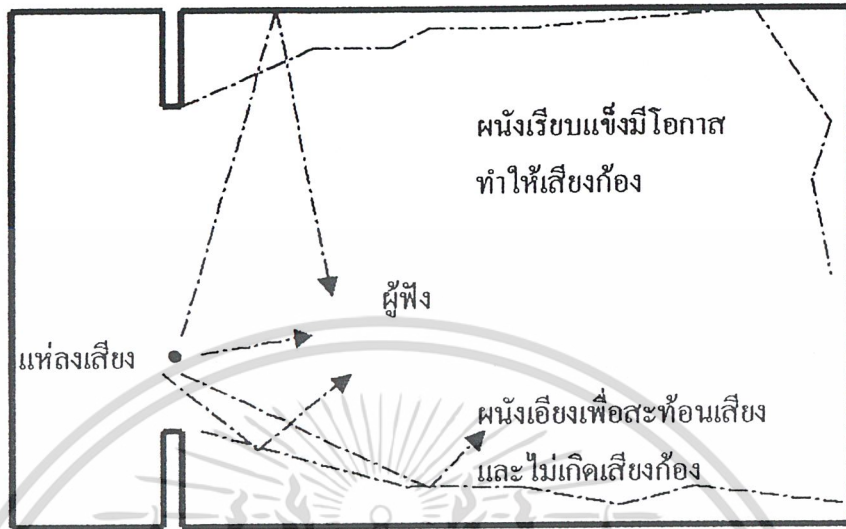 ผนังเรียบแข็งมีโอกาส
ทำให้เสียงก้อง
ผู้ฟัง
แหล่งเสียง
ผนังเอียงเพื่อสะท้อนเสียง
และไม่เกิดเสียงก้อง